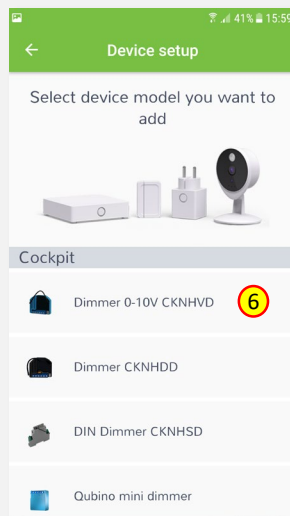 41% 15:59
Device setup
Select device model you want to
add
Cockpit
Dimmer 0-10V CKNHVD
6
Dimmer CKNHDD
DIN Dimmer CKNHSD
Qubino mini dimmer